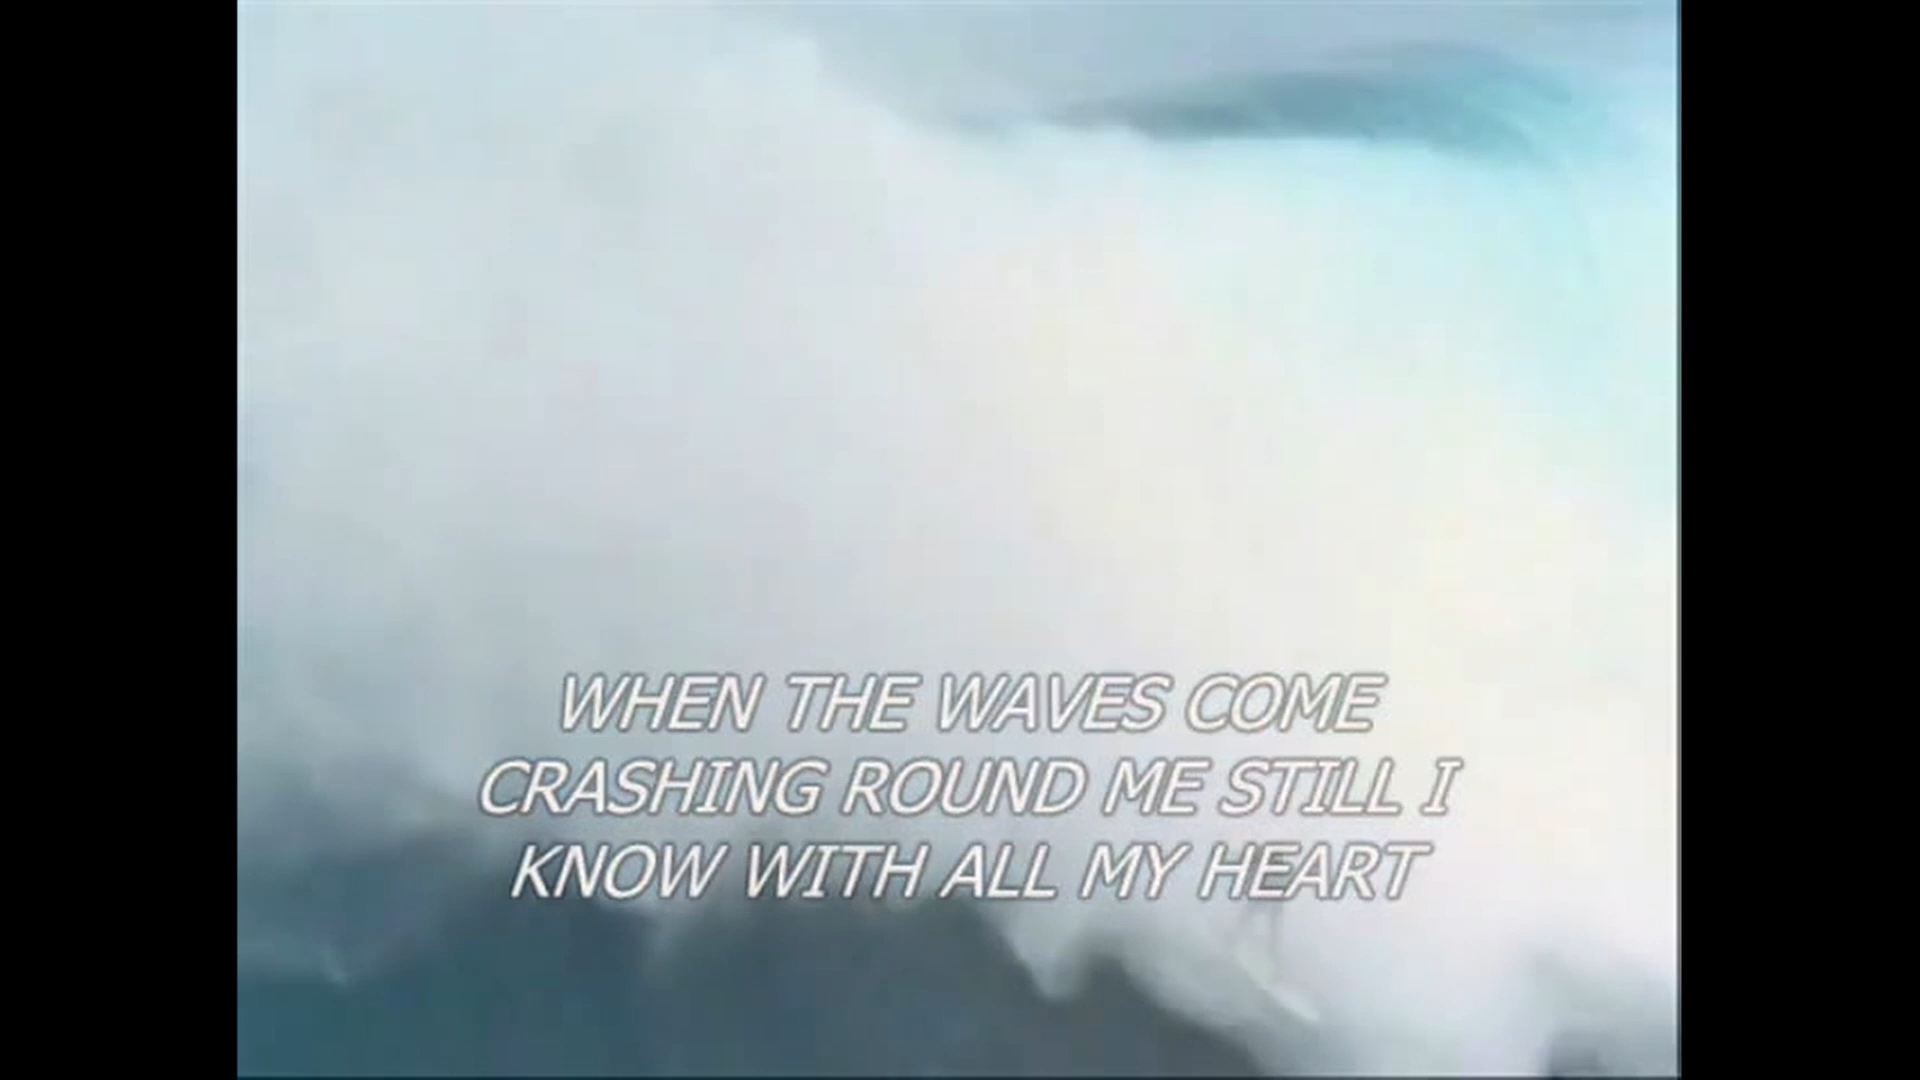 WHEN THE WAVES COME
CRASHING ROUND ME STILL I
KNOW WITH ALL MY HEART